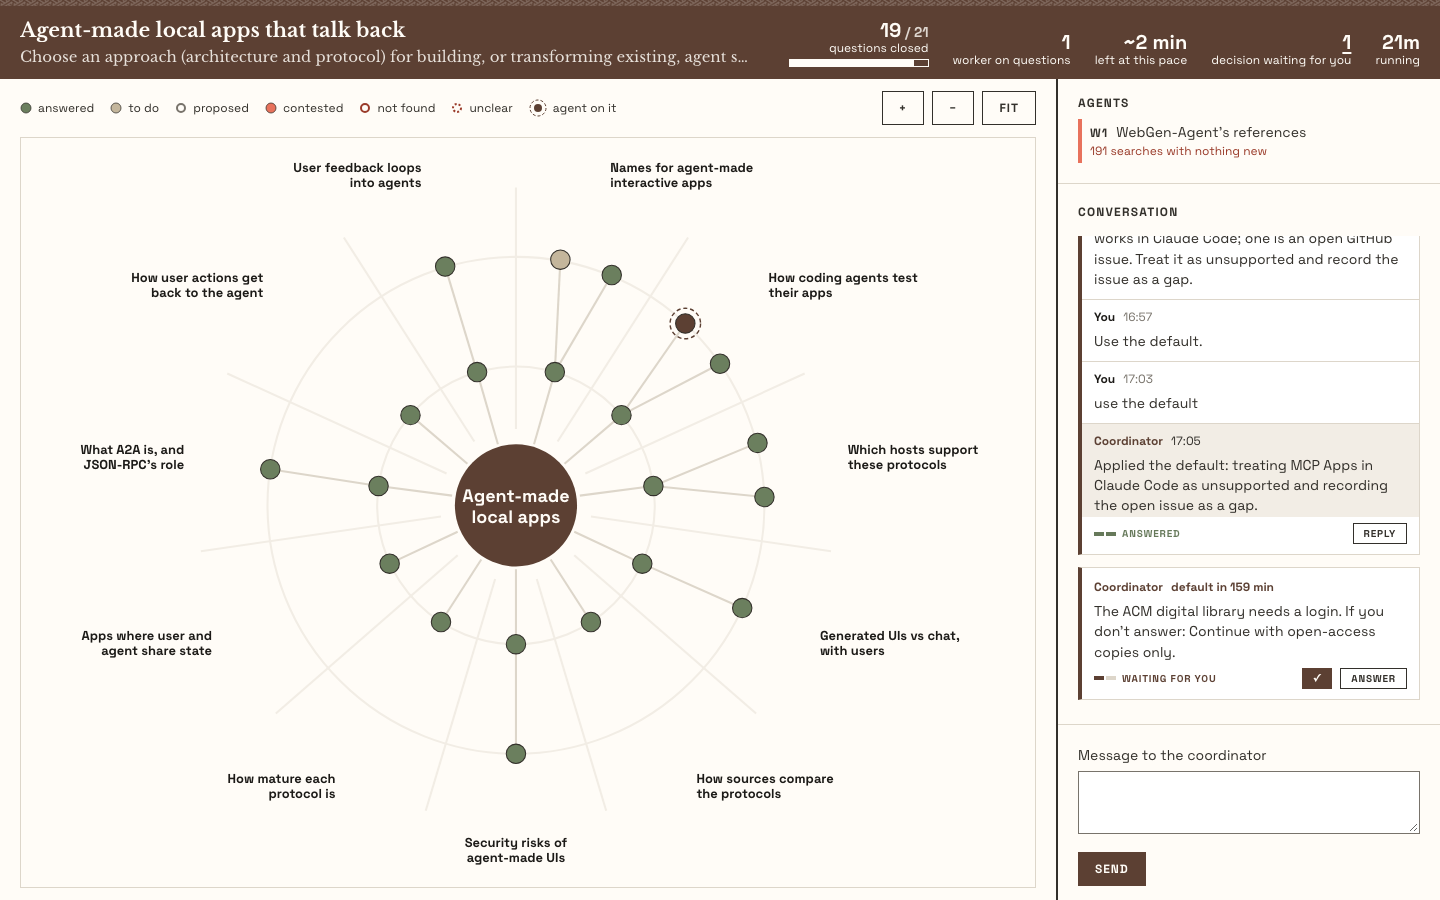 Agent-made local apps that talk back
Choose an approach (architecture and protocol) for building, or transforming existing, agent s…
19 / 21
questions closed
1
worker on questions
~2 min
left at this pace
1
decision waiting for you
21m
running
answered
to do
proposed
contested
not found
unclear
agent on it
+
−
FIT
User feedback loops
into agents
Names for agent-made
interactive apps
How user actions get
back to the agent
How coding agents test
their apps
What A2A is, and
JSON-RPC's role
Which hosts support
these protocols
Agent-made
local apps
Apps where user and
agent share state
Generated UIs vs chat,
with users
How mature each
protocol is
How sources compare
the protocols
Security risks of
agent-made UIs
AGENTS
W1 WebGen-Agent's references
191 searches with nothing new
CONVERSATION
works in Claude Code; one is an open GitHub
issue. Treat it as unsupported and record the
issue as a gap.
You 16:57
Use the default.
You 17:03
use the default
Coordinator 17:05
Applied the default: treating MCP Apps in
Claude Code as unsupported and recording
the open issue as a gap.
ANSWERED
REPLY
Coordinator default in 159 min
The ACM digital library needs a login. If you
don't answer: Continue with open-access
copies only.
WAITING FOR YOU
✓
ANSWER
Message to the coordinator
SEND